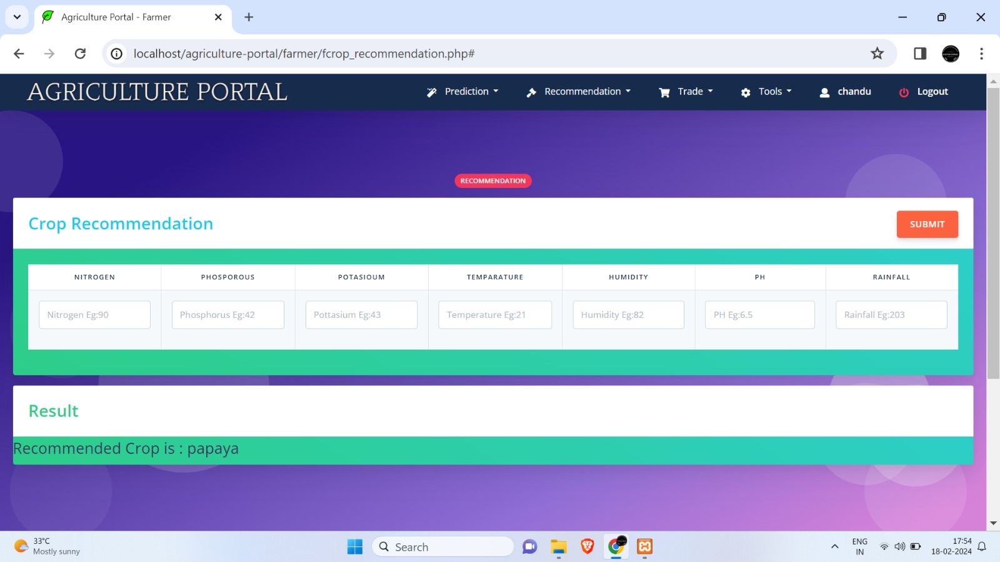 Agriculture Portal - Farmer
localhost/agriculture-portal/farmer/fcrop_recommendation.php#
AGRICULTURE PORTAL
Prediction
Recommendation
Trade
Tools
chandu
Logout
RECOMMENDATION
Crop Recommendation
SUBMIT
NITROGEN PHOSPOROUS POTASIOUM TEMPARATURE HUMIDITY PH RAINFALL
Nitrogen Eg:90 Phosphorus Eg:42 Pottasium Eg:43 Temperature Eg:21 Humidity Eg:82 PH Eg:6.5 Rainfall Eg:203
Result
Recommended Crop is : papaya
33°C
Mostly sunny
Search
ENG
IN
17:54
18-02-2024